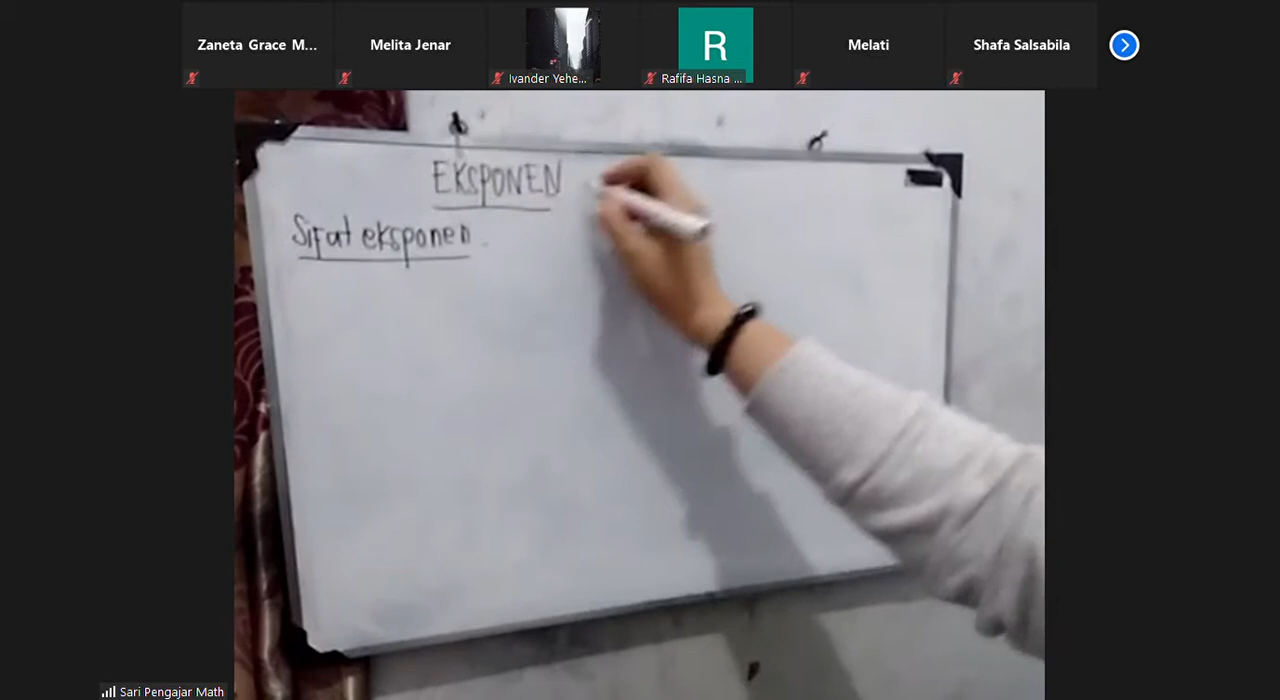 Zaneta Grace M...
Melita Jenar
Ivander Yehe...
R
Rafifa Hasna ...
Melati
Shafa Salsabila
EKSPONEN
Sifat eksponen.
Sari Pengajar Math